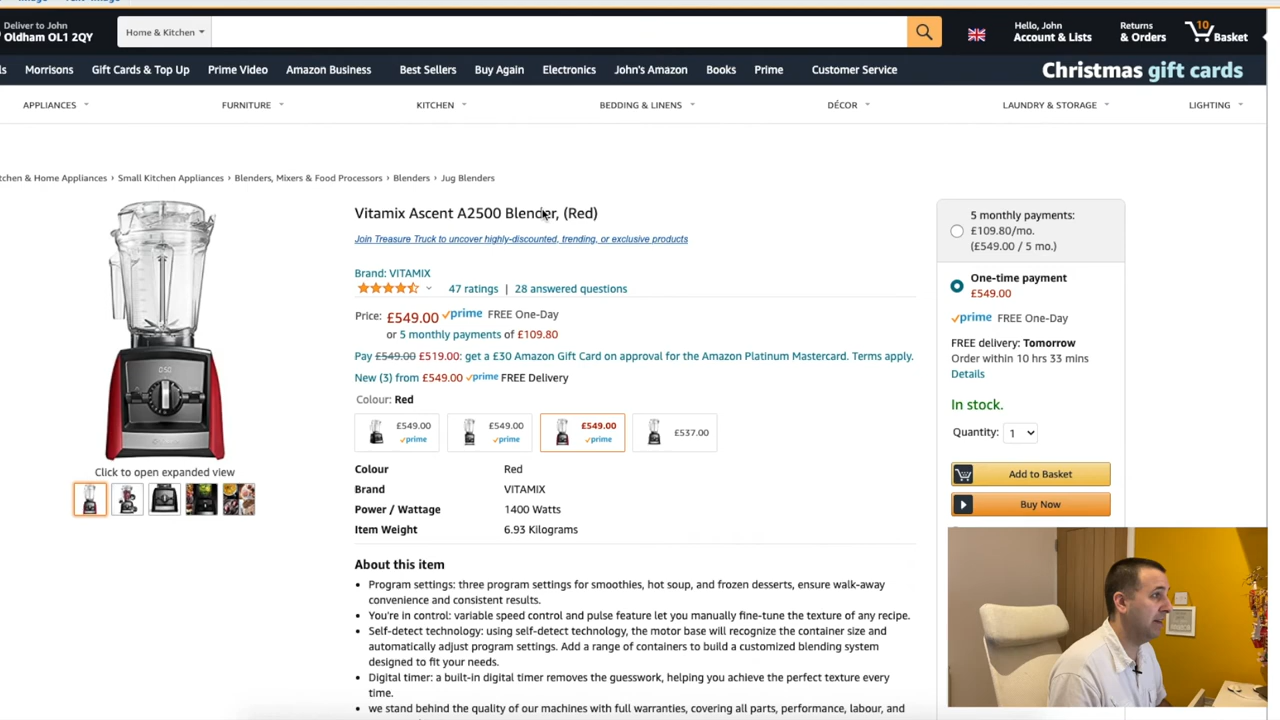 Deliver to John
Oldham OL1 2QY
Home & Kitchen
Hello, John
Account & Lists
Returns
& Orders
10
Basket
ls
Morrisons
Gift Cards & Top Up
Prime Video
Amazon Business
Best Sellers
Buy Again
Electronics
John's Amazon
Books
Prime
Customer Service
Christmas gift cards
APPLIANCES
FURNITURE
KITCHEN
BEDDING & LINENS
DÉCOR
LAUNDRY & STORAGE
LIGHTING
tchen & Home Appliances › Small Kitchen Appliances › Blenders, Mixers & Food Processors › Blenders › Jug Blenders
Vitamix Ascent A2500 Blender, (Red)
Join Treasure Truck to uncover highly-discounted, trending, or exclusive products
Brand: VITAMIX
47 ratings | 28 answered questions
Price: £549.00 prime FREE One-Day
or 5 monthly payments of £109.80
Pay £549.00 £519.00: get a £30 Amazon Gift Card on approval for the Amazon Platinum Mastercard. Terms apply.
New (3) from £549.00 prime FREE Delivery
Colour: Red
£549.00
prime
£549.00
prime
£549.00
prime
£537.00
Colour Red
Brand VITAMIX
Power / Wattage 1400 Watts
Item Weight 6.93 Kilograms
About this item
• Program settings: three program settings for smoothies, hot soup, and frozen desserts, ensure walk-away
convenience and consistent results.
• You're in control: variable speed control and pulse feature let you manually fine-tune the texture of any recipe.
• Self-detect technology: using self-detect technology, the motor base will recognize the container size and
automatically adjust program settings. Add a range of containers to build a customized blending system
designed to fit your needs.
• Digital timer: a built-in digital timer removes the guesswork, helping you achieve the perfect texture every
time.
• we stand behind the quality of our machines with full warranties, covering all parts, performance, labour, and
Click to open expanded view
5 monthly payments:
£109.80/mo.
(£549.00 / 5 mo.)
One-time payment
£549.00
prime FREE One-Day
FREE delivery: Tomorrow
Order within 10 hrs 33 mins
Details
In stock.
Quantity: 1
Add to Basket
Buy Now